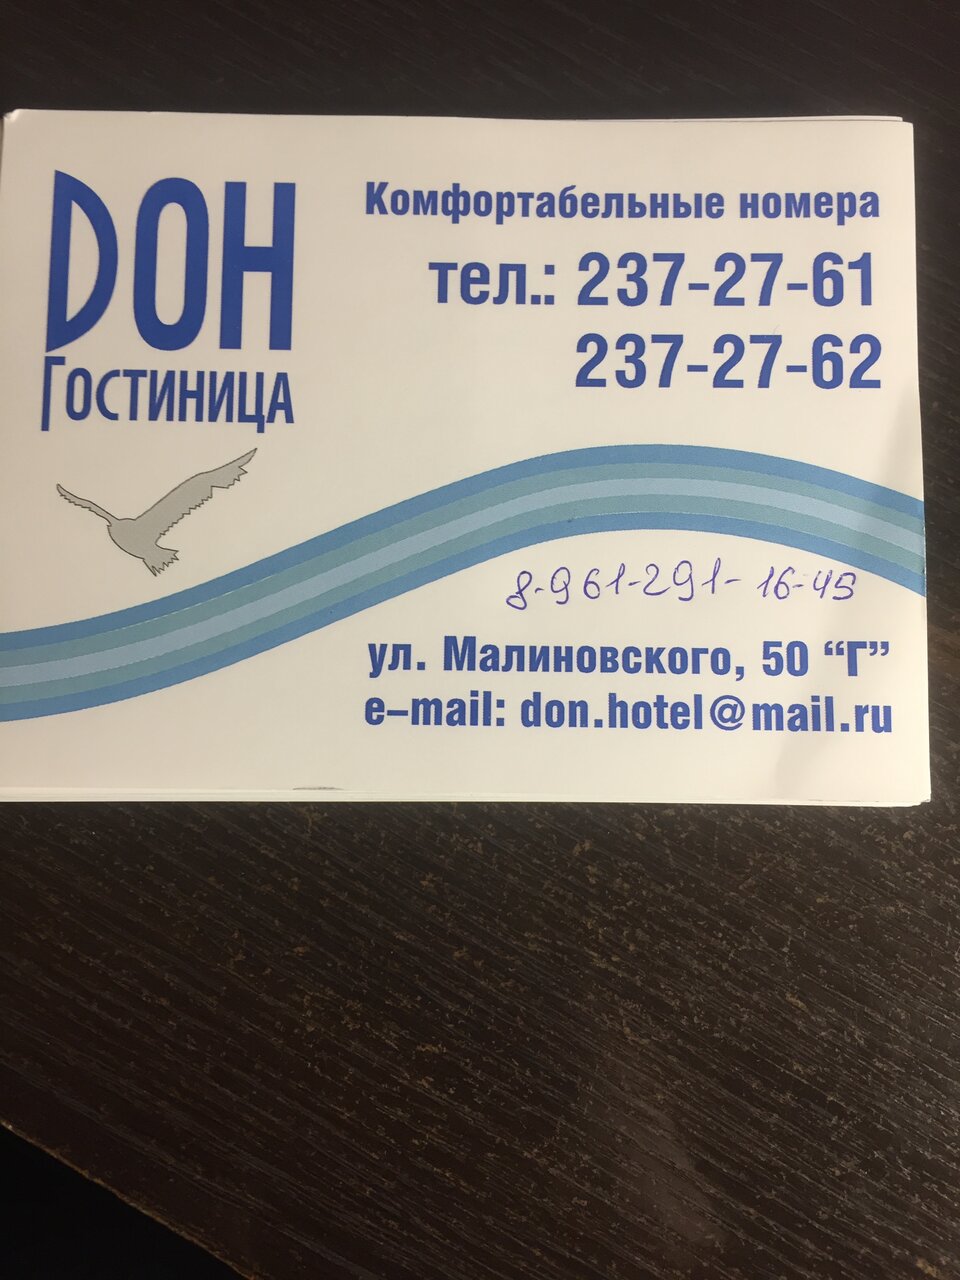 DОН
Гостиница
Комфортабельные номера
тел.: 237-27-61
237-27-62
8-961-291-16-45
ул. Малиновского, 50 “Г”
e-mail: don.hotel@mail.ru